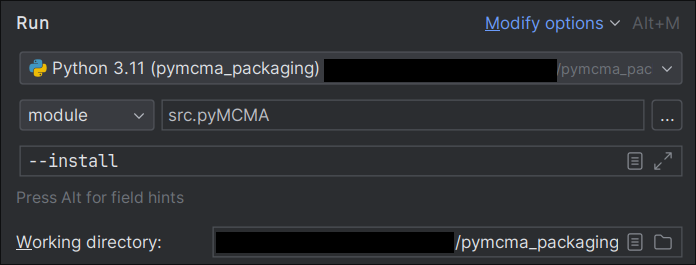 Run Modify options Alt+M
Python 3.11 (pymcma_packaging) /pymcma_pac
module src.pyMCMA ...
--install
Press Alt for field hints
Working directory: /pymcma_packaging